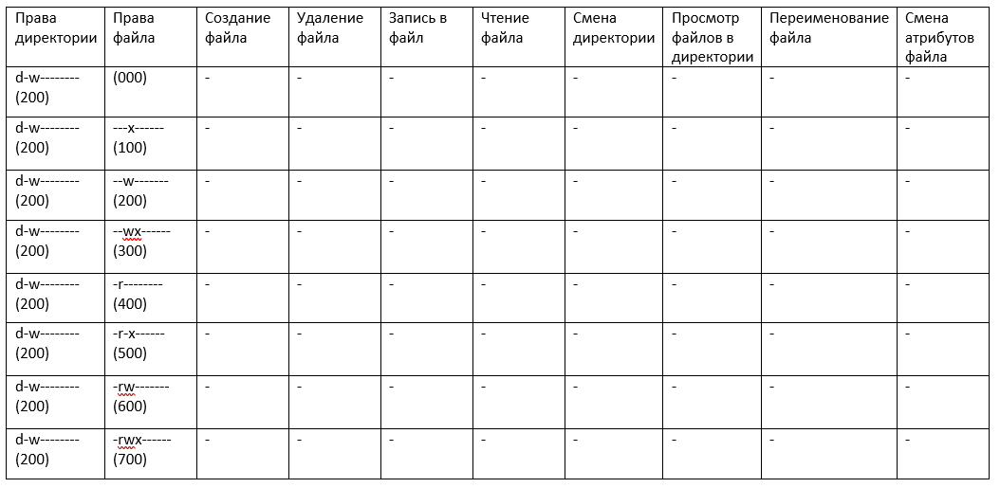 Права директории | Права файла | Создание файла | Удаление файла | Запись в файл | Чтение файла | Смена директории | Просмотр файлов в директории | Переименование файла | Смена атрибутов файла
d-w-------- (200) | (000) | - | - | - | - | - | - | - | -
d-w-------- (200) | ---x------ (100) | - | - | - | - | - | - | - | -
d-w-------- (200) | --w------- (200) | - | - | - | - | - | - | - | -
d-w-------- (200) | --wx------ (300) | - | - | - | - | - | - | - | -
d-w-------- (200) | -r-------- (400) | - | - | - | - | - | - | - | -
d-w-------- (200) | -r-x------ (500) | - | - | - | - | - | - | - | -
d-w-------- (200) | -rw------- (600) | - | - | - | - | - | - | - | -
d-w-------- (200) | -rwx------ (700) | - | - | - | - | - | - | - | -